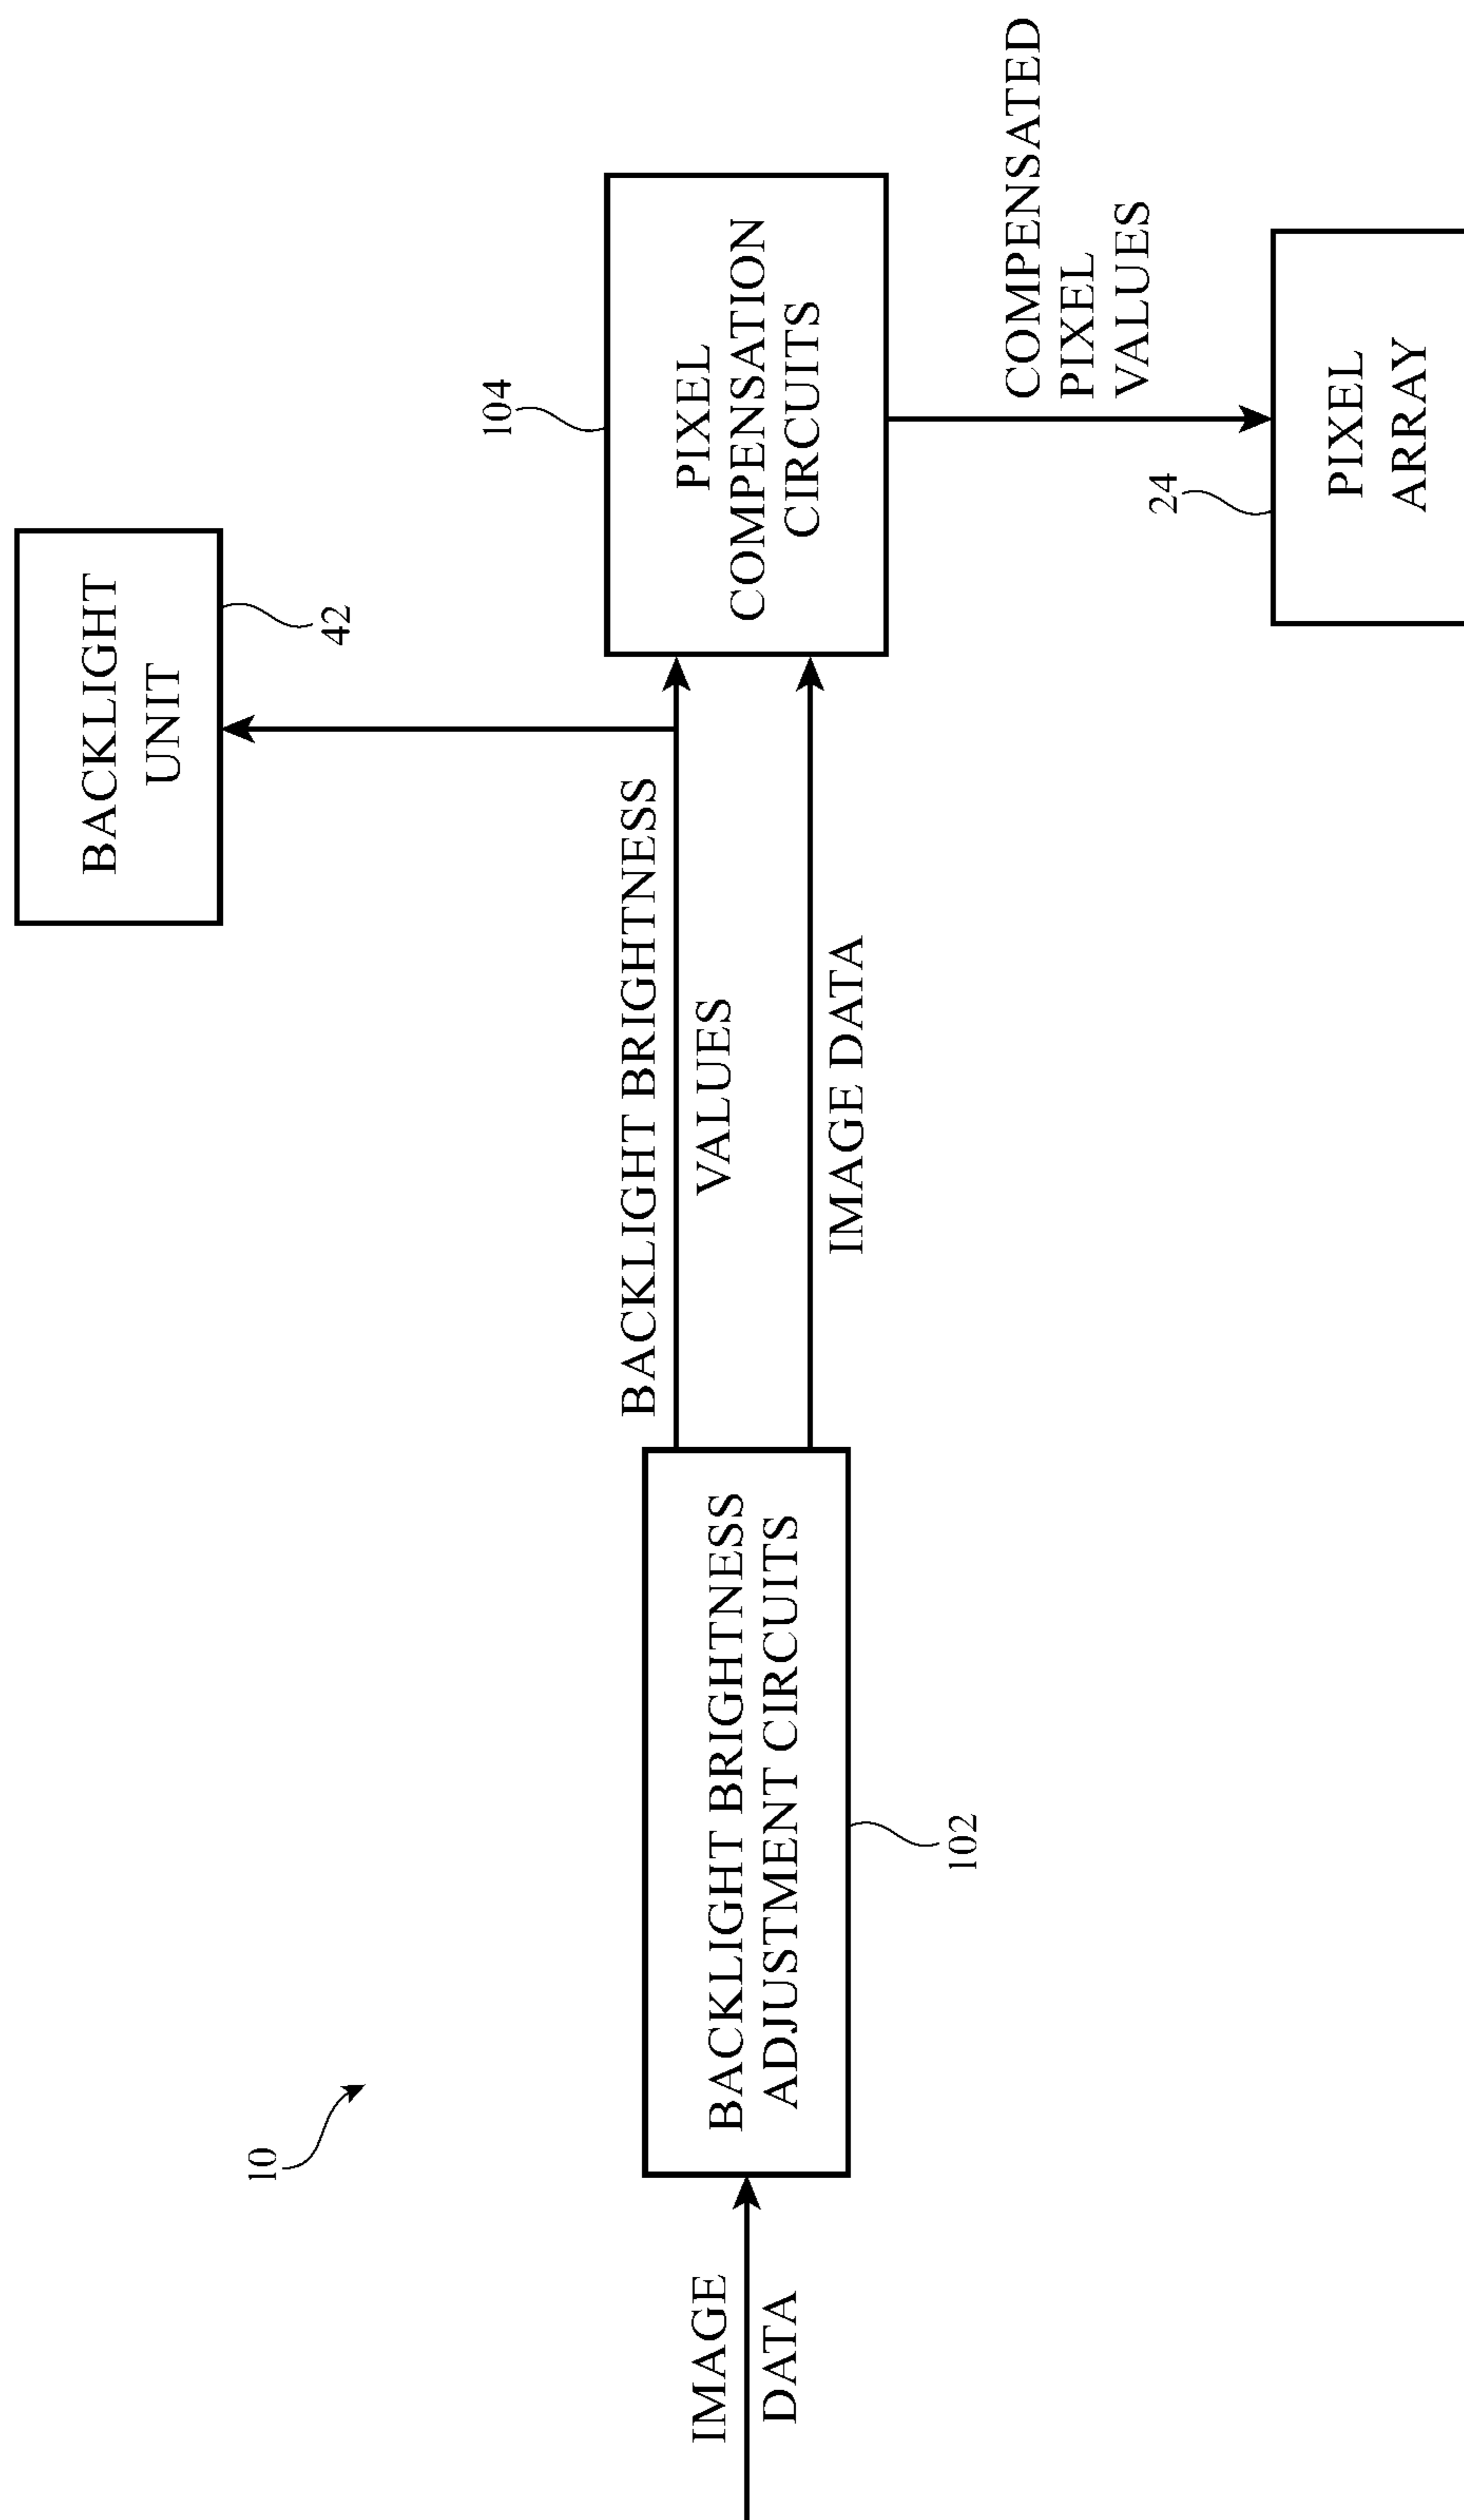 10
IMAGE
DATA
BACKLIGHT BRIGHTNESS
ADJUSTMENT CIRCUITS
102
BACKLIGHT BRIGHTNESS
VALUES
IMAGE DATA
BACKLIGHT
UNIT
42
104
PIXEL
COMPENSATION
CIRCUITS
COMPENSATED
PIXEL
VALUES
24
PIXEL
ARRAY